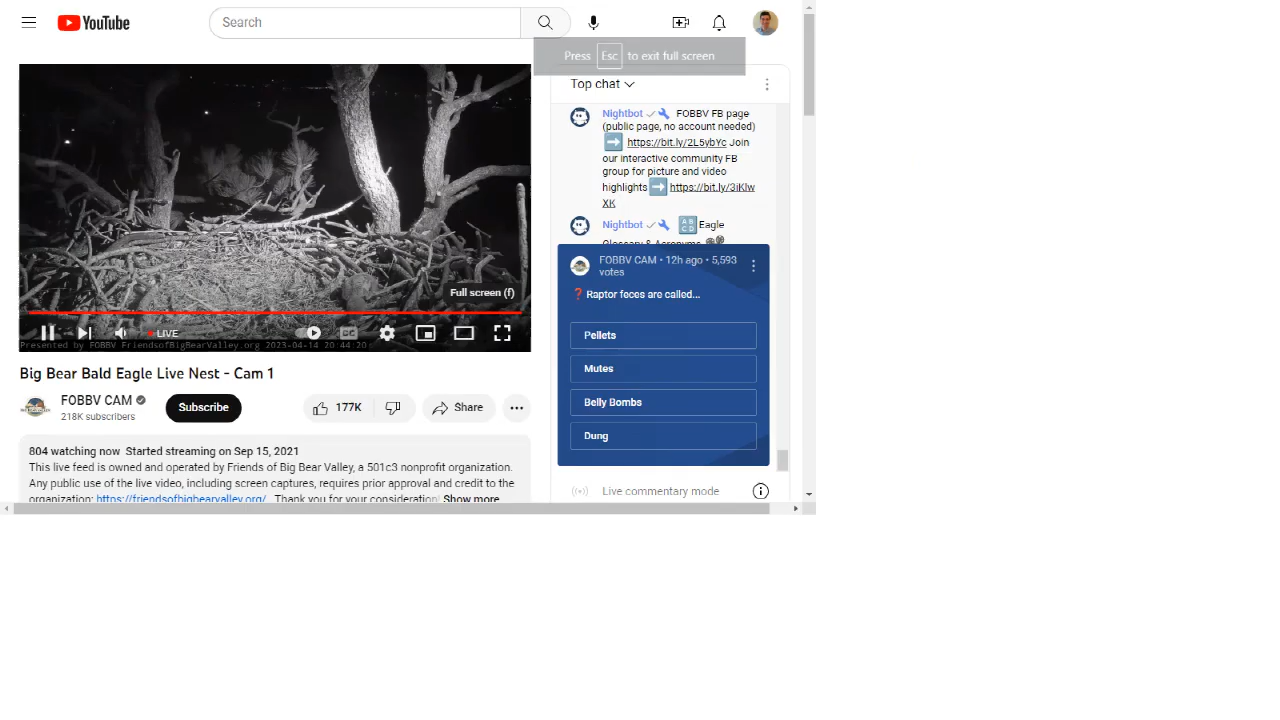 YouTube
Search
Press Esc to exit full screen
Top chat
Nightbot FOBBV FB page
(public page, no account needed)
https://bit.ly/2L5ybYc Join
our interactive community FB
group for picture and video
highlights https://bit.ly/3iKlw
XK
Nightbot Eagle
Glossary & Acronyms
FOBBV CAM • 12h ago • 5,593
votes
Raptor feces are called...
Pellets
Mutes
Belly Bombs
Dung
Live commentary mode
Full screen (f)
LIVE
CC
Presented by FOBBV FriendsofBigBearValley.org 2023-04-14 20:44:20
Big Bear Bald Eagle Live Nest - Cam 1
FOBBV CAM
218K subscribers
Subscribe
177K
Share
804 watching now Started streaming on Sep 15, 2021
This live feed is owned and operated by Friends of Big Bear Valley, a 501c3 nonprofit organization.
Any public use of the live video, including screen captures, requires prior approval and credit to the
organization: https://friendsofbigbearvalley.org/ . Thank you for your consideration! Show more